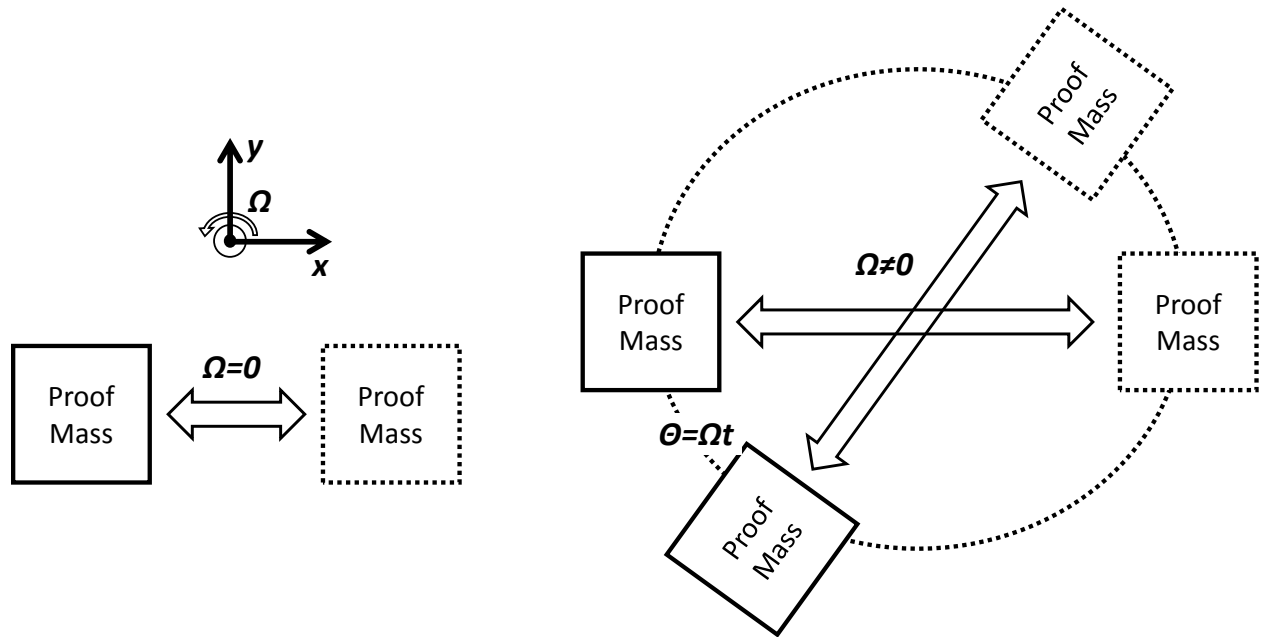 y
Ω
x
Ω=0
Proof
Mass
Proof
Mass
Proof
Mass
Ω≠0
Proof
Mass
Proof
Mass
Θ=Ωt
Proof
Mass